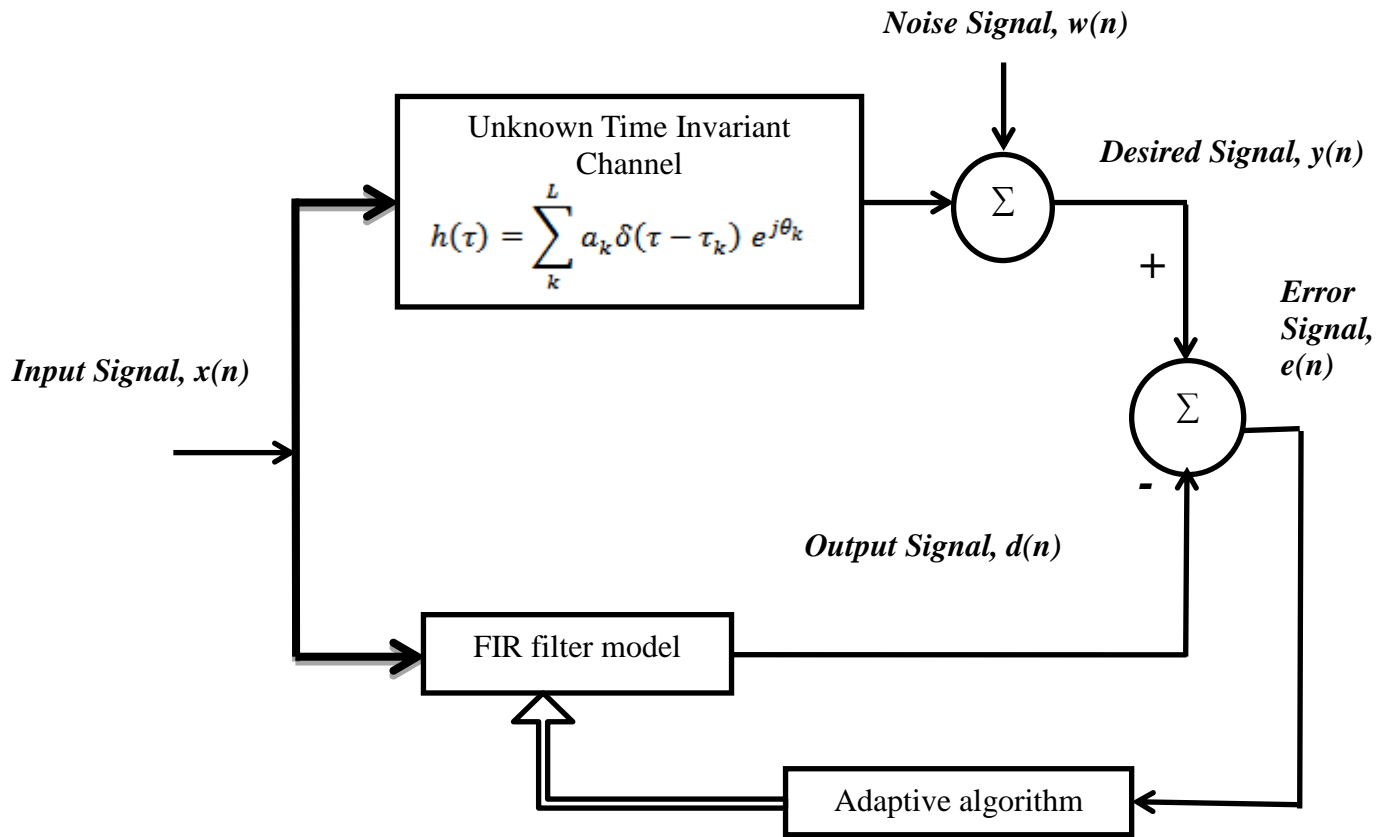 Noise Signal, w(n)
Unknown Time Invariant
Channel
h(τ) = ∑_k^L a_k δ(τ − τ_k) e^{jθ_k}
Σ
Desired Signal, y(n)
+
Error
Signal,
e(n)
Input Signal, x(n)
Σ
-
Output Signal, d(n)
FIR filter model
Adaptive algorithm